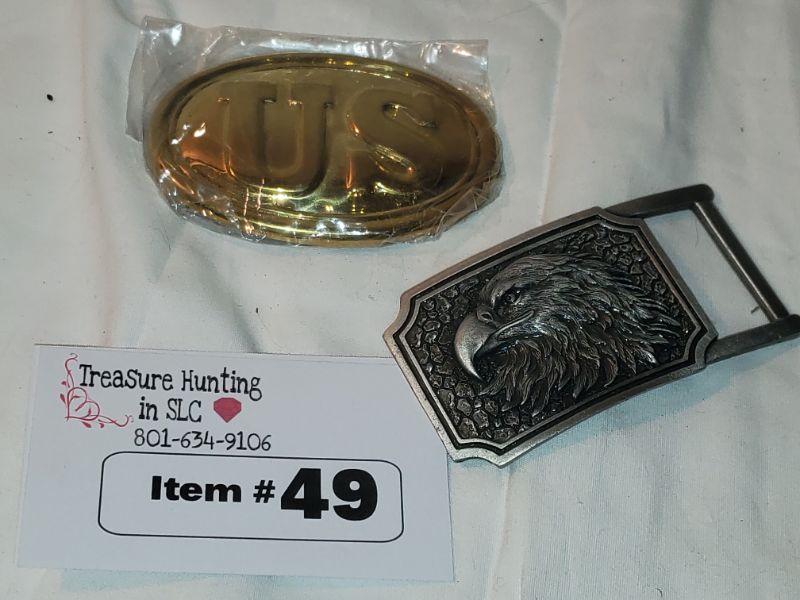 US
Treasure Hunting
in SLC
801-634-9106
Item #49